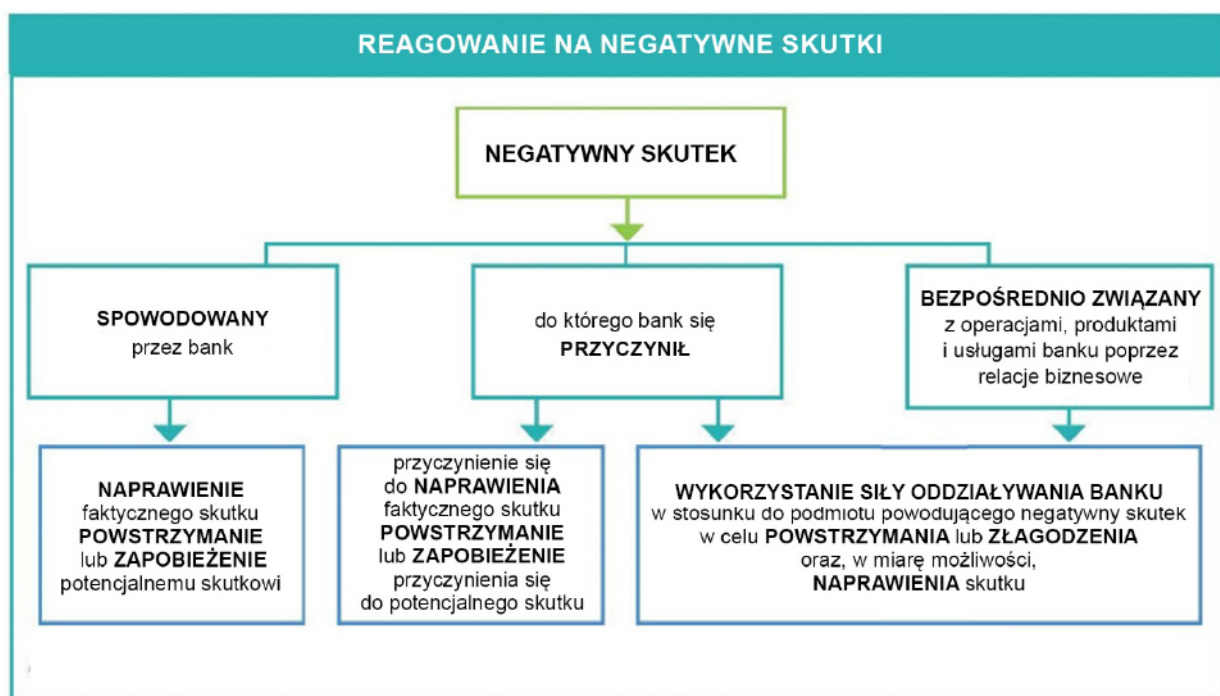 REAGOWANIE NA NEGATYWNE SKUTKI
NEGATYWNY SKUTEK
SPOWODOWANY
przez bank
do którego bank się
PRZYCZYNIŁ
BEZPOŚREDNIO ZWIĄZANY
z operacjami, produktami
i usługami banku poprzez
relacje biznesowe
NAPRAWIENIE
faktycznego skutku
POWSTRZYMANIE
lub ZAPOBIEŻENIE
potencjalnemu skutkowi
przyczynienie się
do NAPRAWIENIA
faktycznego skutku
POWSTRZYMANIE
lub ZAPOBIEŻENIE
przyczynienia się
do potencjalnego skutku
WYKORZYSTANIE SIŁY ODDZIAŁYWANIA BANKU
w stosunku do podmiotu powodującego negatywny skutek
w celu POWSTRZYMANIA lub ZŁAGODZENIA
oraz, w miarę możliwości,
NAPRAWIENIA skutku